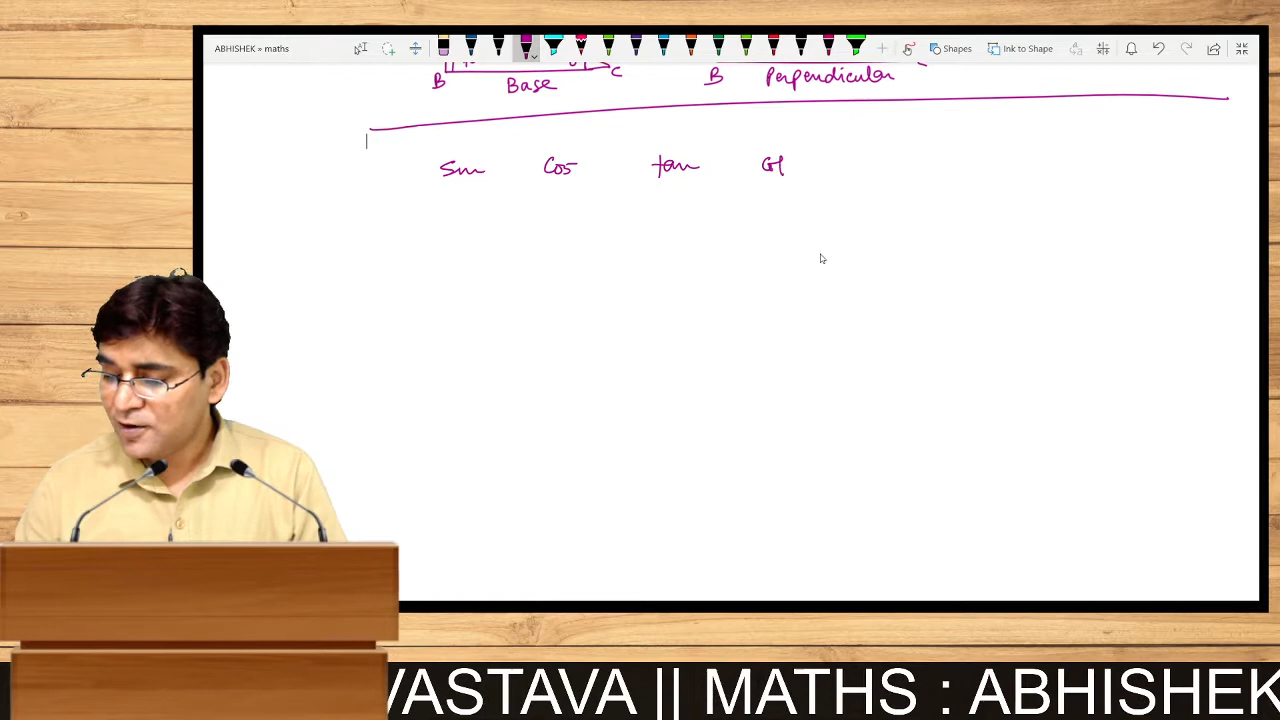 ABHISHEK » maths
Shapes
Ink to Shape
B C B
Base Perpendicular
Sin Cos tan Cot
VASTAVA || MATHS : ABHISHEK